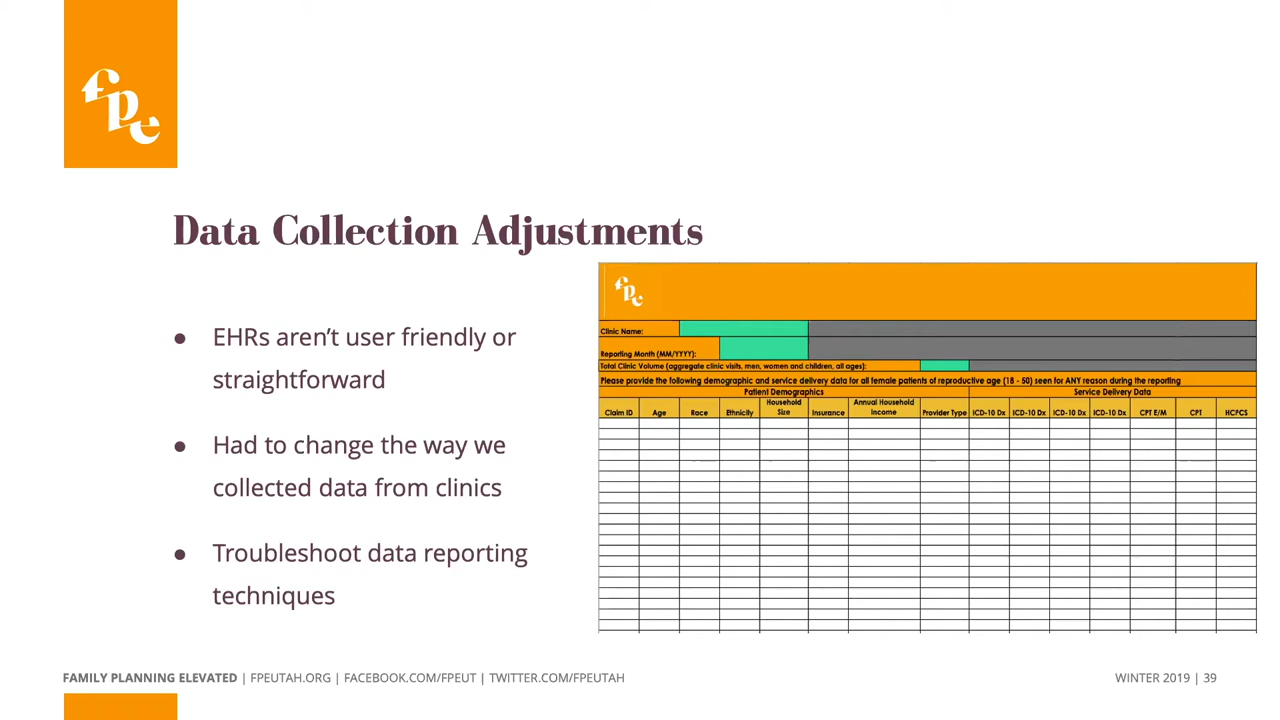 fpe
Data Collection Adjustments
● EHRs aren’t user friendly or
straightforward
● Had to change the way we
collected data from clinics
● Troubleshoot data reporting
techniques
fpe
Clinic Name:
Reporting Month (MM/YYYY):
Total Clinic Volume (aggregate clinic visits, men, women and children, all ages):
Please provide the following demographic and service delivery data for all female patients of reproductive age (18 - 50) seen for ANY reason during the reporting
Patient Demographics Service Delivery Data
Claim ID Age Race Ethnicity Household Size Insurance Annual Household Income Provider Type ICD-10 Dx ICD-10 Dx ICD-10 Dx ICD-10 Dx CPT E/M CPT HCPCS
FAMILY PLANNING ELEVATED | FPEUTAH.ORG | FACEBOOK.COM/FPEUT | TWITTER.COM/FPEUTAH
WINTER 2019 | 39